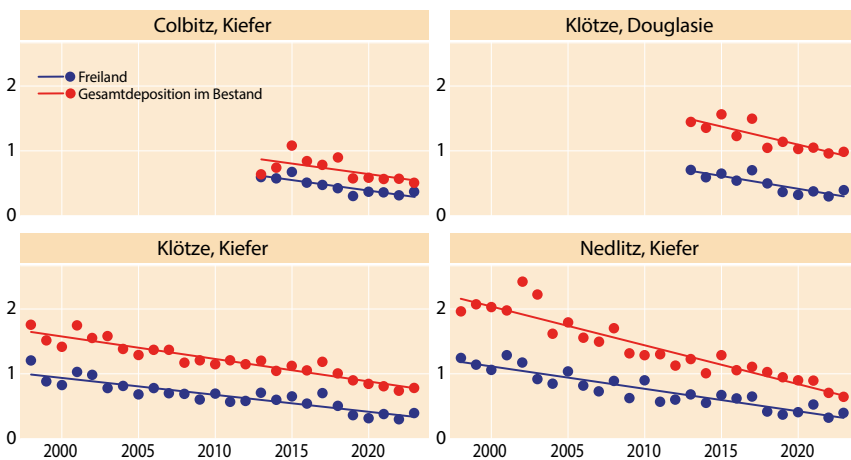 Colbitz, Kiefer
Klötze, Douglasie
2
1
0
Freiland
Gesamtdeposition im Bestand
2
1
0
Klötze, Kiefer
Nedlitz, Kiefer
2
1
0
2000 2005 2010 2015 2020
2
1
0
2000 2005 2010 2015 2020